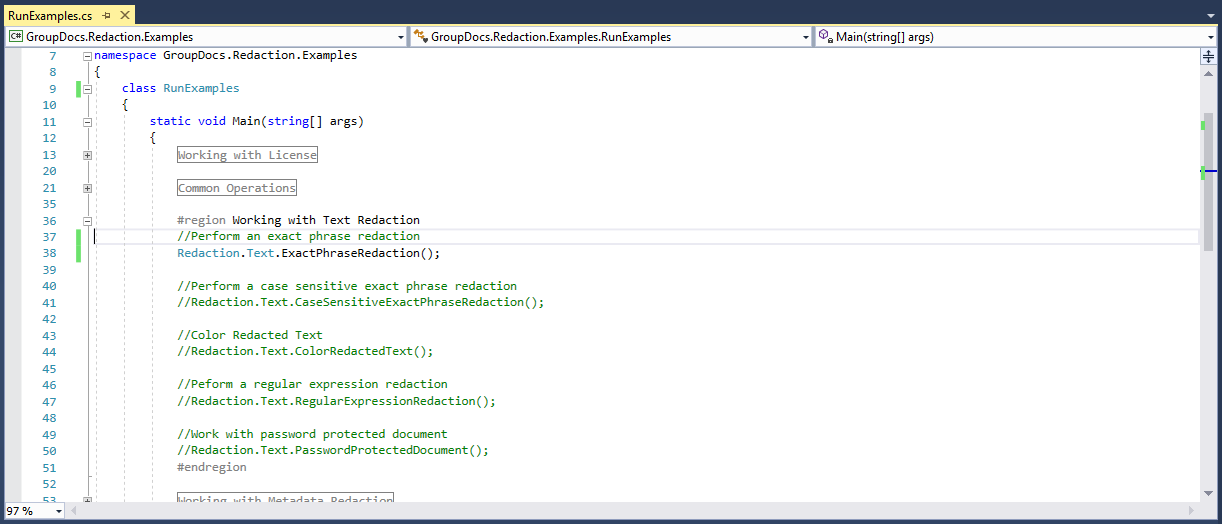 RunExamples.cs
C# GroupDocs.Redaction.Examples GroupDocs.Redaction.Examples.RunExamples Main(string[] args)
7 namespace GroupDocs.Redaction.Examples
8 {
9 class RunExamples
10 {
11 static void Main(string[] args)
12 {
13 Working with License
20
21 Common Operations
35
36 #region Working with Text Redaction
37 //Perform an exact phrase redaction
38 Redaction.Text.ExactPhraseRedaction();
39
40 //Perform a case sensitive exact phrase redaction
41 //Redaction.Text.CaseSensitiveExactPhraseRedaction();
42
43 //Color Redacted Text
44 //Redaction.Text.ColorRedactedText();
45
46 //Peform a regular expression redaction
47 //Redaction.Text.RegularExpressionRedaction();
48
49 //Work with password protected document
50 //Redaction.Text.PasswordProtectedDocument();
51 #endregion
52
53 Working with Metadata Redaction
97 %